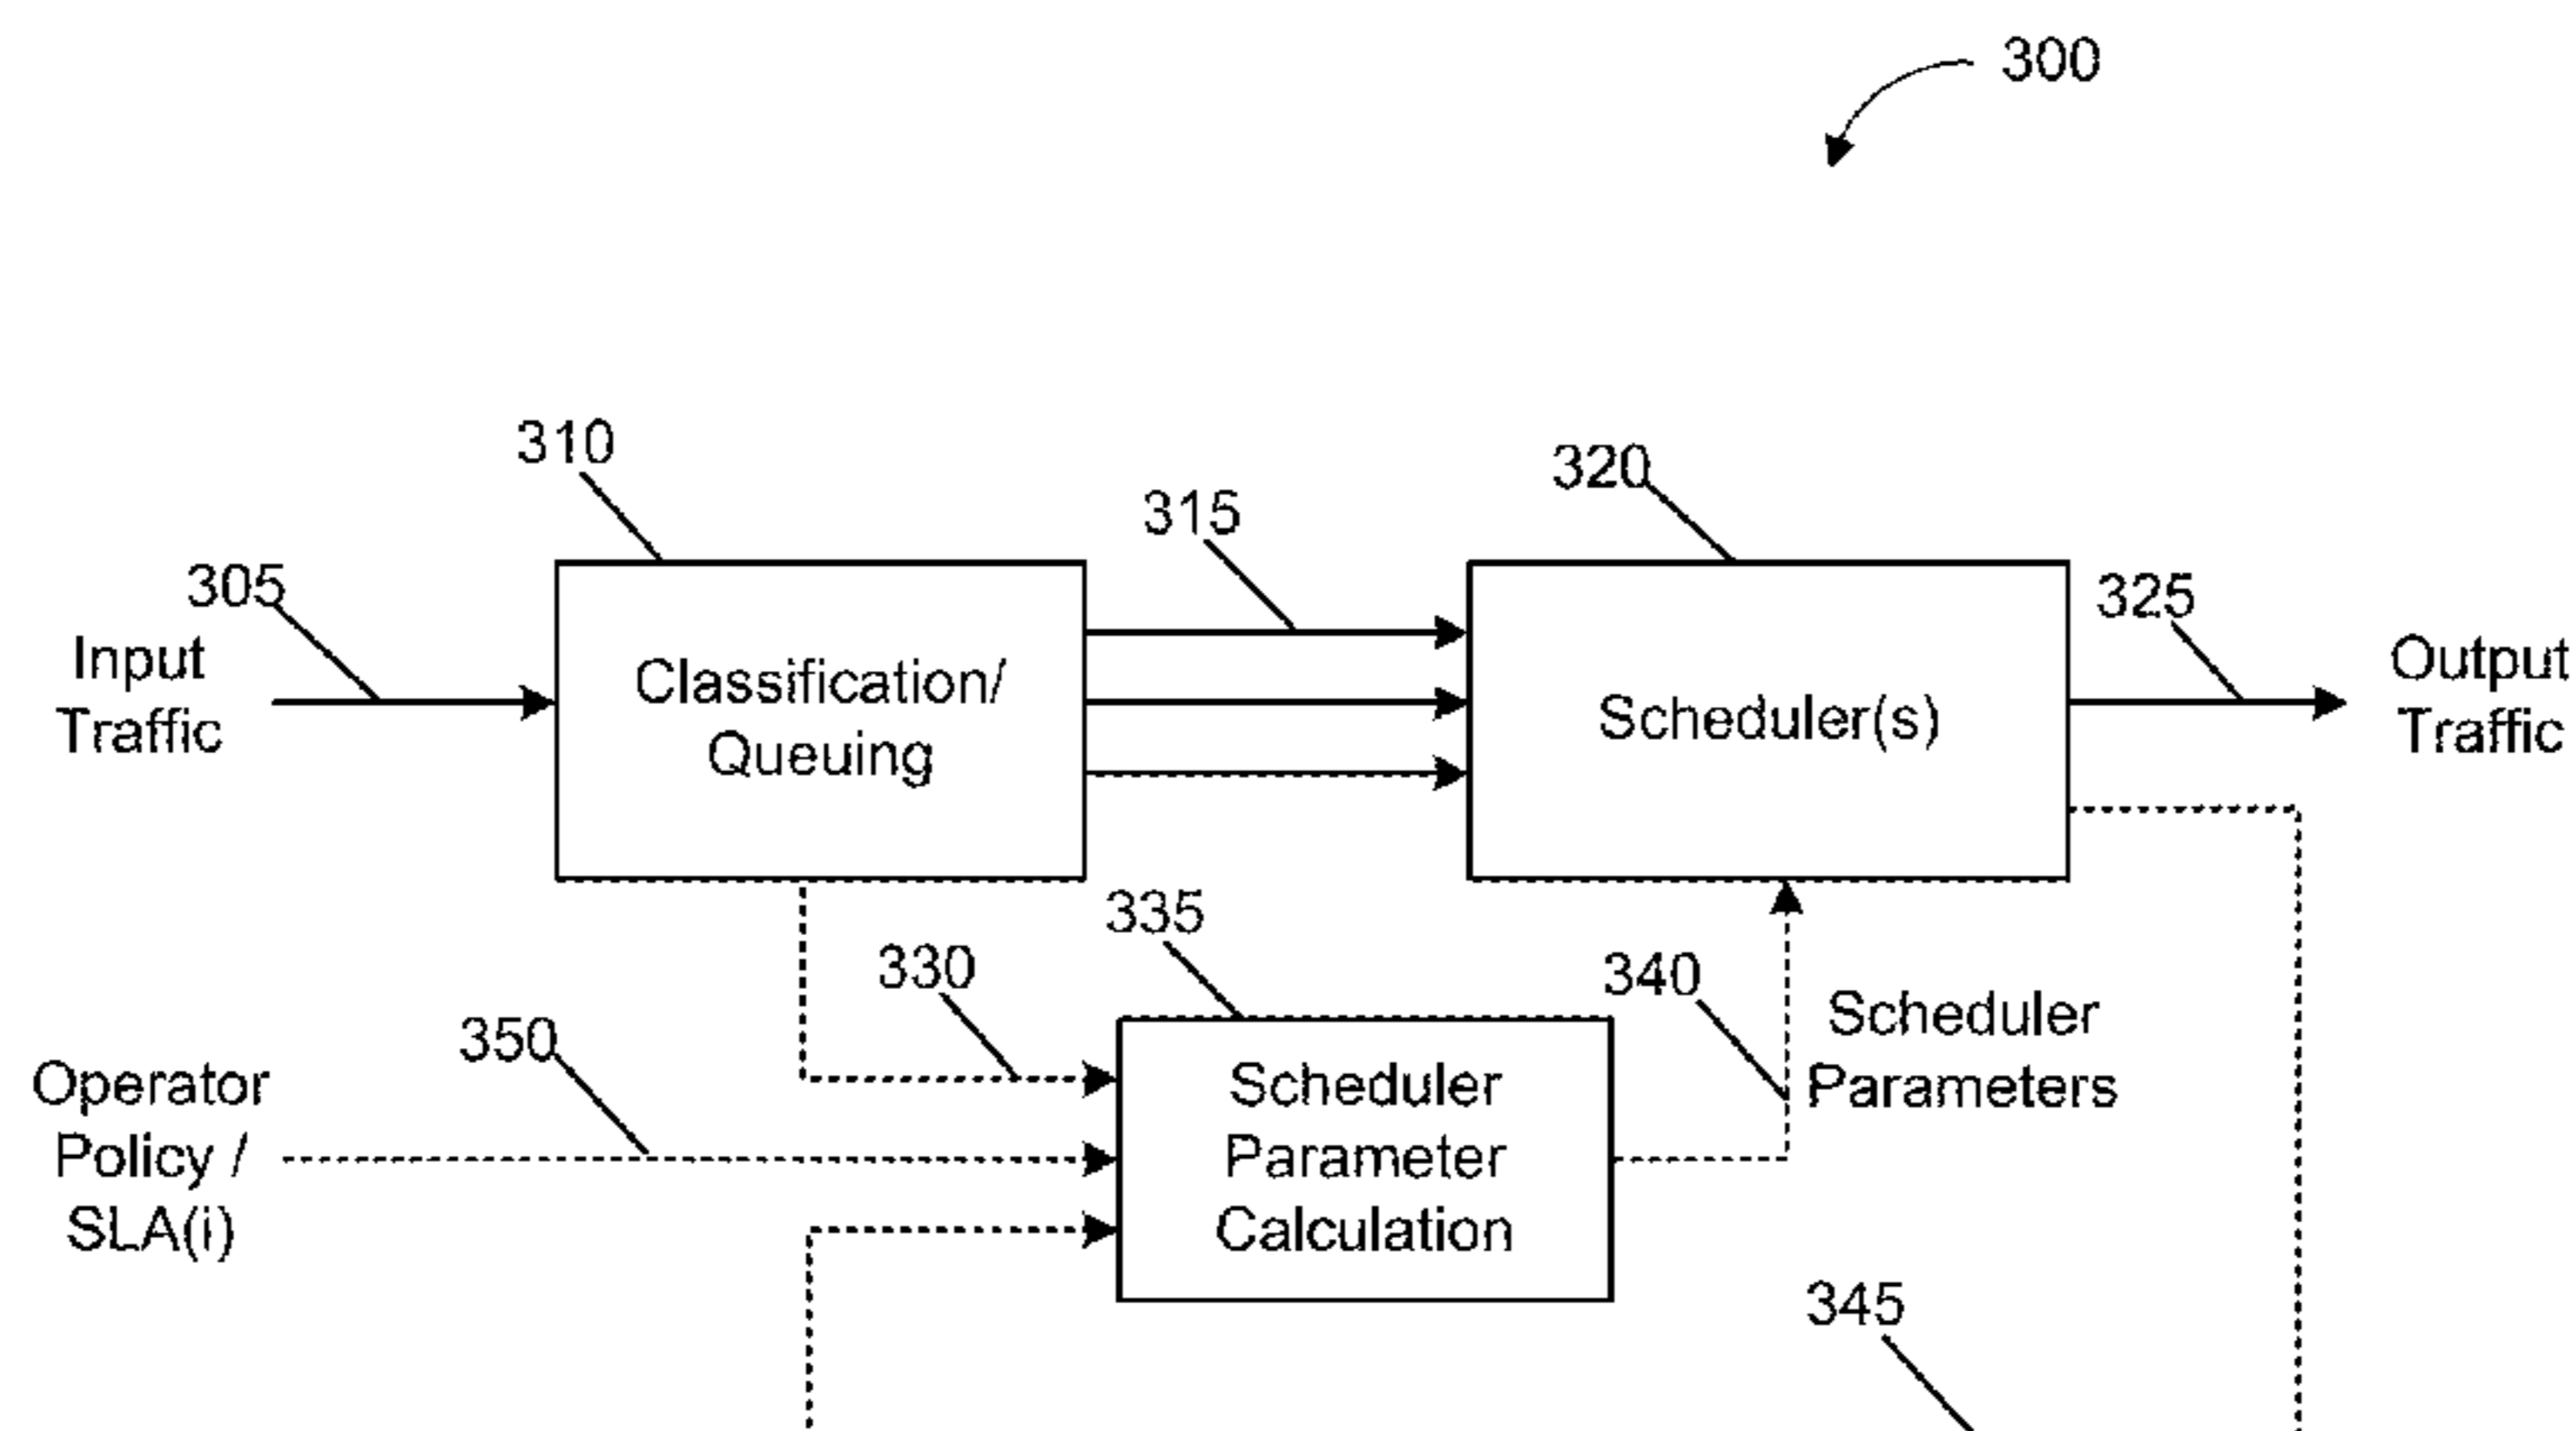 300
310
320
315
305
325
Input
Traffic
Classification/
Queuing
Scheduler(s)
Output
Traffic
335
330
340
350
Scheduler
Parameters
Operator
Policy /
SLA(i)
Scheduler
Parameter
Calculation
345